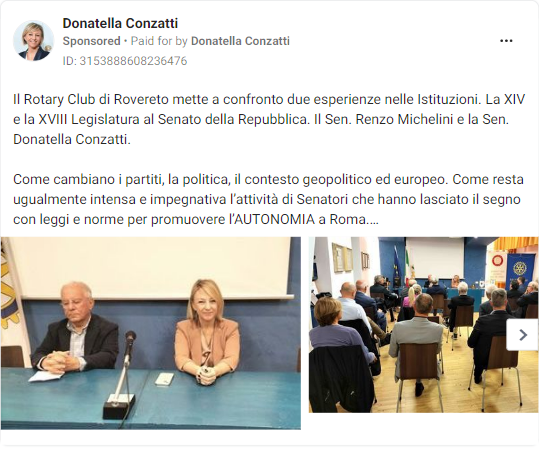 Donatella Conzatti
Sponsored • Paid for by Donatella Conzatti
ID: 3153888608236476
Il Rotary Club di Rovereto mette a confronto due esperienze nelle Istituzioni. La XIV
e la XVIII Legislatura al Senato della Repubblica. Il Sen. Renzo Michelini e la Sen.
Donatella Conzatti.
Come cambiano i partiti, la politica, il contesto geopolitico ed europeo. Come resta
ugualmente intensa e impegnativa l'attività di Senatori che hanno lasciato il segno
con leggi e norme per promuovere l'AUTONOMIA a Roma....